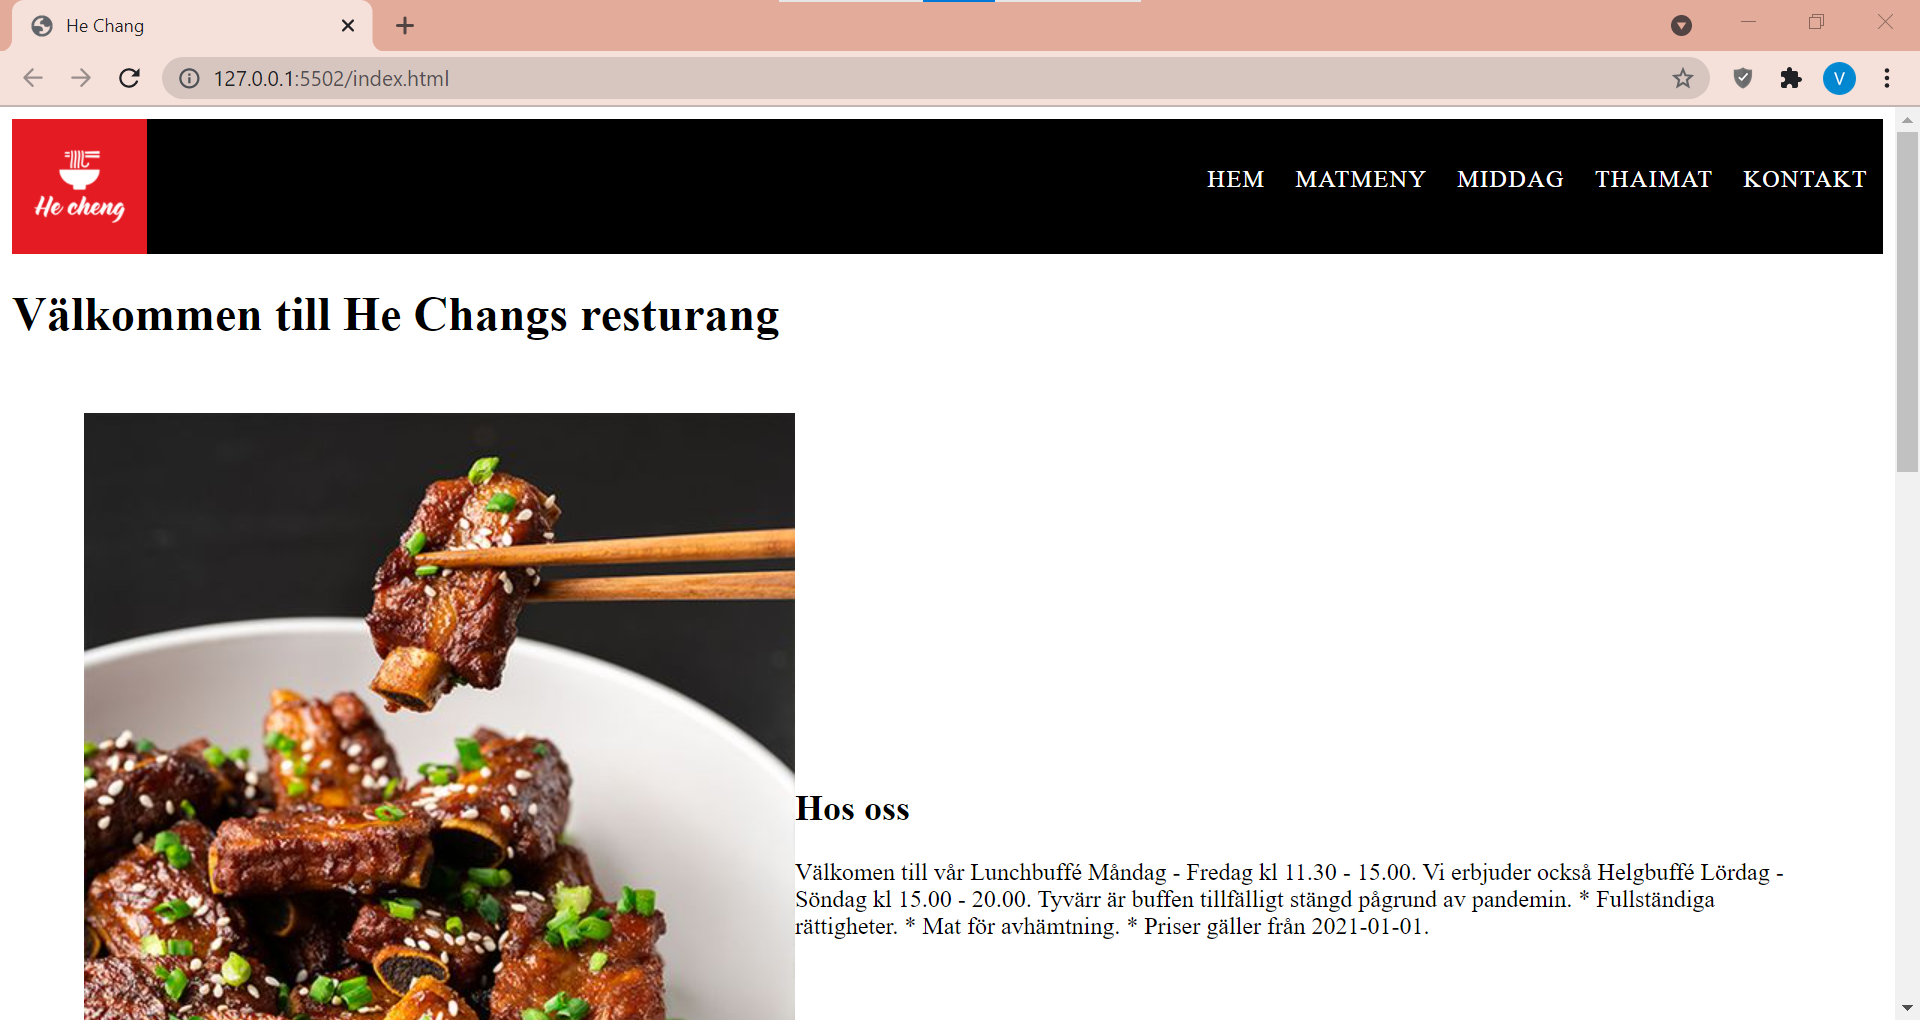 He Chang
127.0.0.1:5502/index.html
V
He cheng
HEM MATMENY MIDDAG THAIMAT KONTAKT
Välkommen till He Changs resturang
Hos oss
Välkomen till vår Lunchbuffé Måndag - Fredag kl 11.30 - 15.00. Vi erbjuder också Helgbuffé Lördag -
Söndag kl 15.00 - 20.00. Tyvärr är buffen tillfälligt stängd pågrund av pandemin. * Fullständiga
rättigheter. * Mat för avhämtning. * Priser gäller från 2021-01-01.